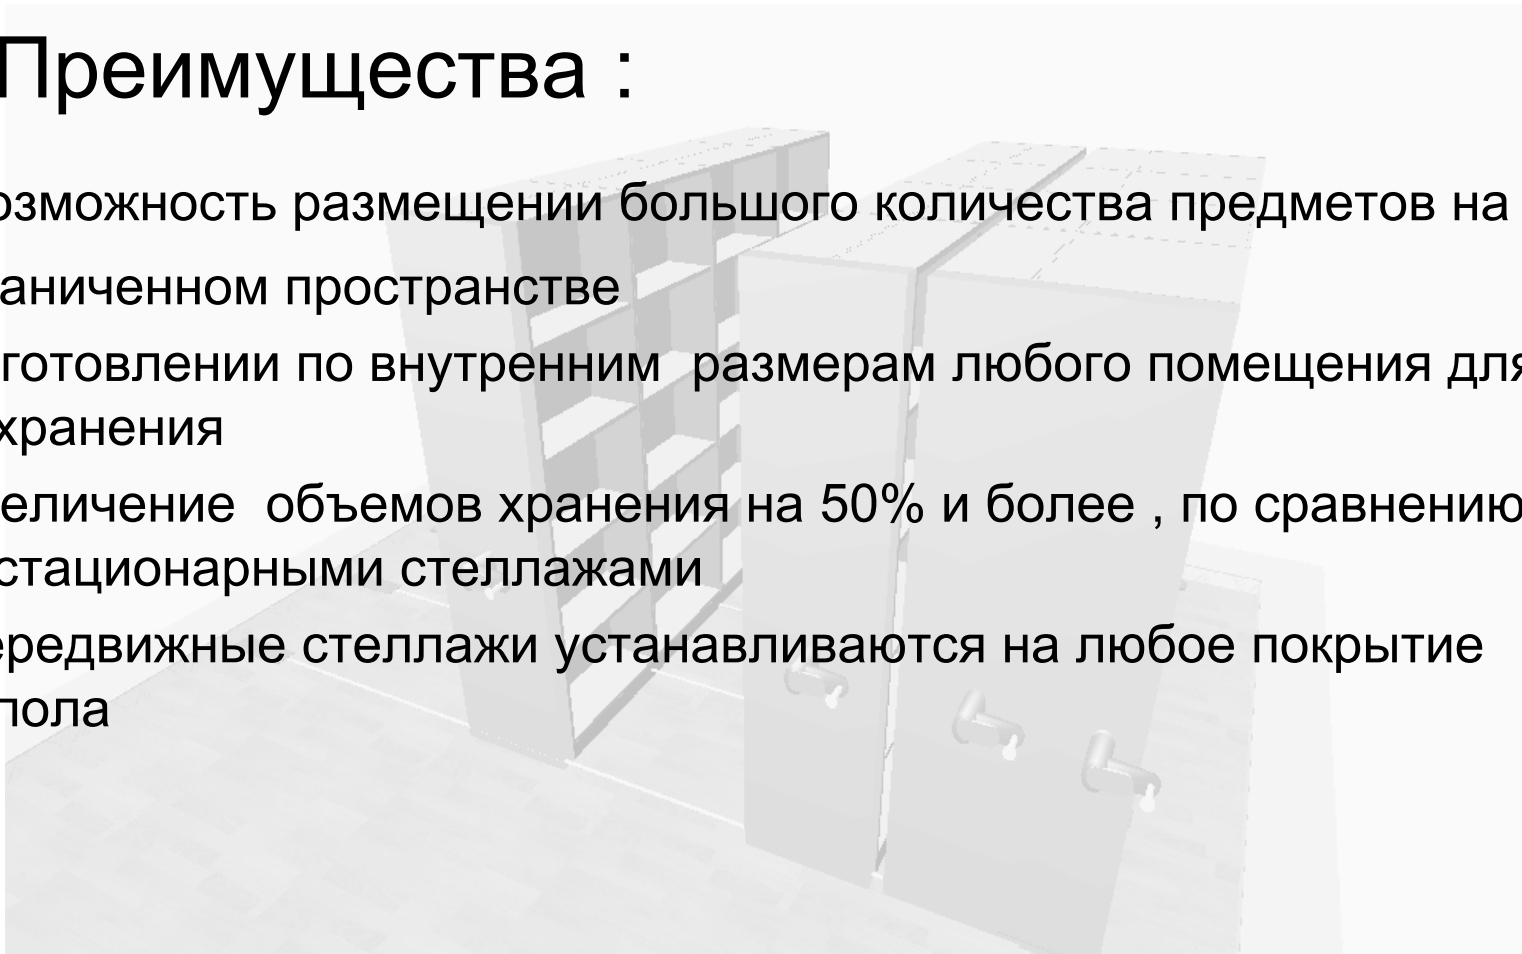 Преимущества :
озможность размещении большого количества предметов на
аниченном пространстве
готовлении по внутренним размерам любого помещения для
хранения
еличение объемов хранения на 50% и более , по сравнению
стационарными стеллажами
ередвижные стеллажи устанавливаются на любое покрытие
пола